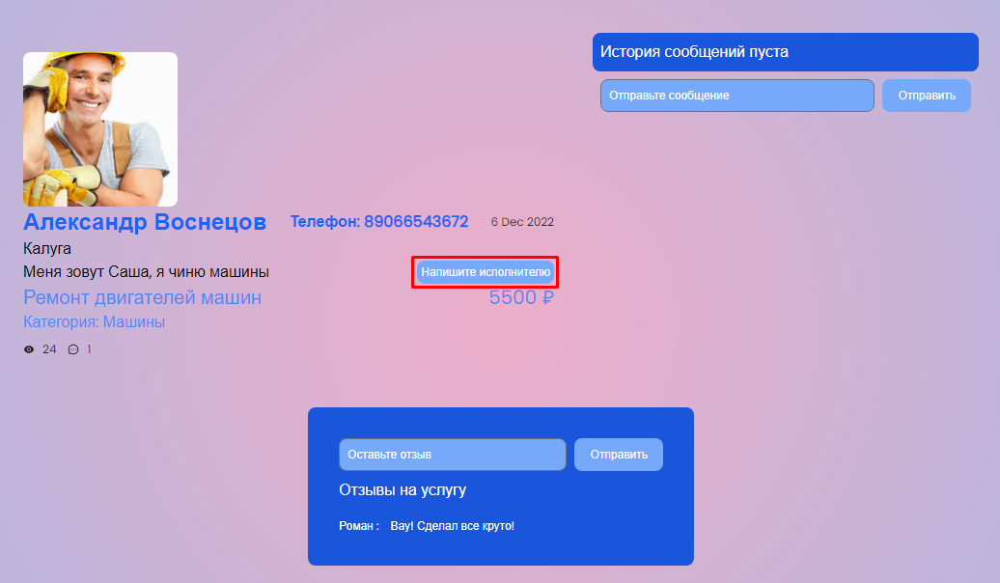 История сообщений пуста
Отправьте сообщение
Отправить
Александр Воснецов
Телефон: 89066543672
6 Dec 2022
Калуга
Меня зовут Саша, я чиню машины
Напишите исполнителю
Ремонт двигателей машин
5500 ₽
Категория: Машины
24
1
Оставьте отзыв
Отправить
Отзывы на услугу
Роман : Вау! Сделал все круто!